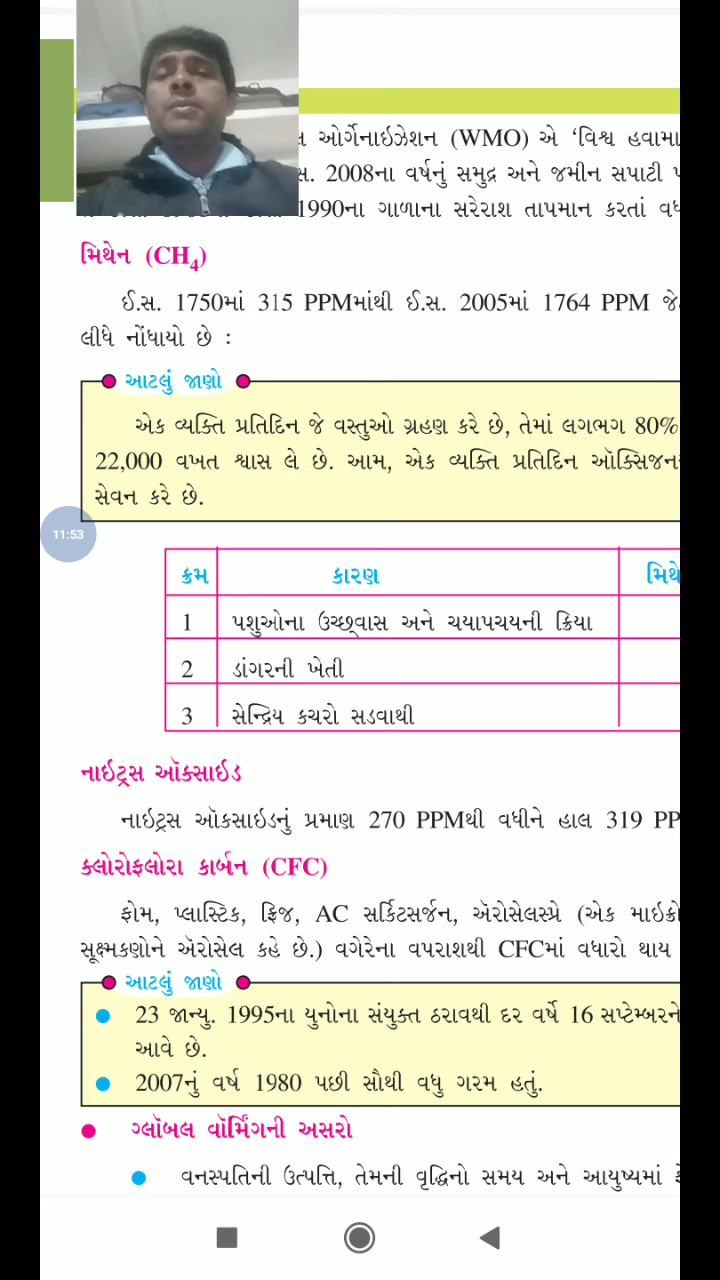 ઓર્ગેનાઇઝેશન (WMO) એ ‘વિશ્વ હવામા
સ. 2008ના વર્ષનું સમુદ્ર અને જમીન સપાટી
1990ના ગાળાના સરેરાશ તાપમાન કરતાં
મિથેન (CH₄)
ઈ.સ. 1750માં 315 PPMમાંથી ઈ.સ. 2005માં 1764 PPM
લીધે નોંધાયો છે :
આટલું જાણો
એક વ્યક્તિ પ્રતિદિન જે વસ્તુઓ ગ્રહણ કરે છે, તેમાં લગભગ 80%
22,000 વખત શ્વાસ લે છે. આમ, એક વ્યક્તિ પ્રતિદિન ઑક્સિજન
સેવન કરે છે.
11:53
ક્રમ કારણ મિથે
1 પશુઓના ઉચ્છ્વાસ અને ચયાપચયની ક્રિયા
2 ડાંગરની ખેતી
3 સેન્દ્રિય કચરો સડવાથી
નાઇટ્રસ ઑક્સાઇડ
નાઇટ્રસ ઑકસાઇડનું પ્રમાણ 270 PPMથી વધીને હાલ 319 PP
ક્લોરોફલોરા કાર્બન (CFC)
ફોમ, પ્લાસ્ટિક, ફ્રિજ, AC સર્કિટસર્જન, ઍરોસેલસ્પ્રે (એક માઇક્રો
સૂક્ષ્મકણોને ઍરોસેલ કહે છે.) વગેરેના વપરાશથી CFCમાં વધારો થાય
આટલું જાણો
23 જાન્યુ. 1995ના યુનોના સંયુક્ત ઠરાવથી દર વર્ષે 16 સપ્ટેમ્બરને
આવે છે.
2007નું વર્ષ 1980 પછી સૌથી વધુ ગરમ હતું.
ગ્લૉબલ વૉર્મિંગની અસરો
વનસ્પતિની ઉત્પત્તિ, તેમની વૃદ્ધિનો સમય અને આયુષ્યમાં